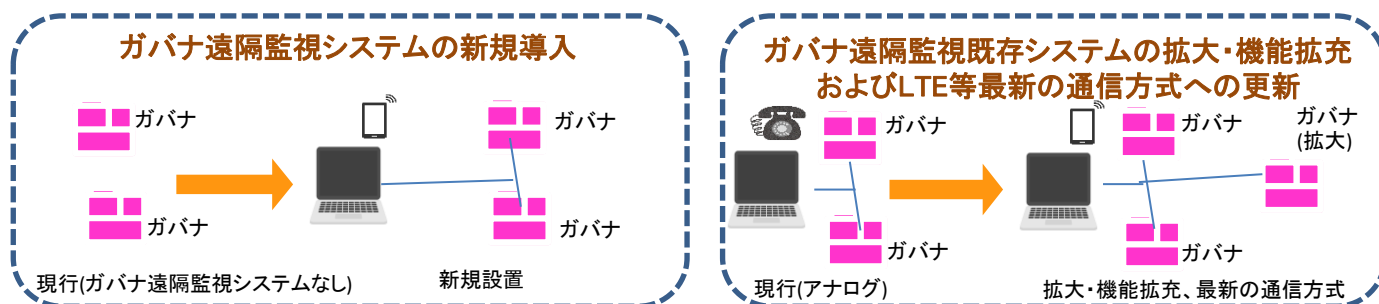 ガバナ遠隔監視システムの新規導入
ガバナ
ガバナ
ガバナ
ガバナ
現行(ガバナ遠隔監視システムなし)
新規設置
ガバナ遠隔監視既存システムの拡大・機能拡充
およびLTE等最新の通信方式への更新
ガバナ
ガバナ
ガバナ
(拡大)
ガバナ
ガバナ
現行(アナログ)
拡大・機能拡充、最新の通信方式